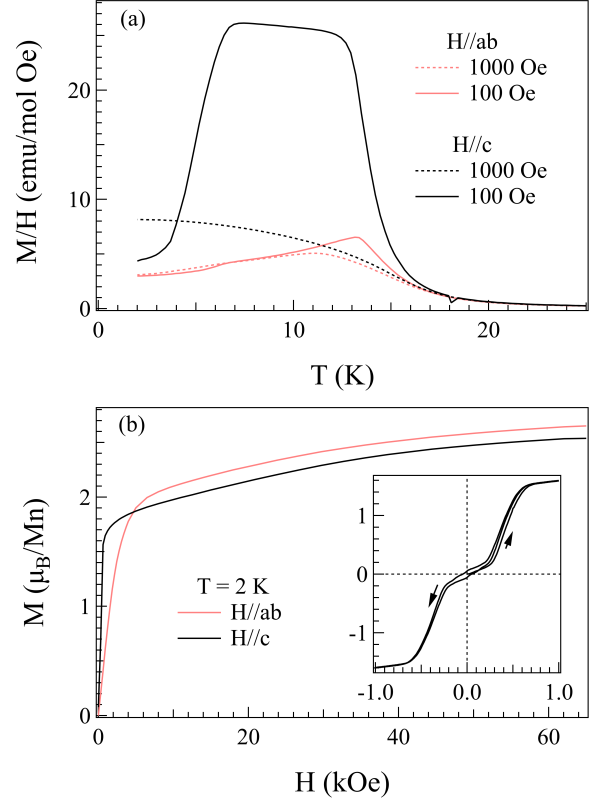 (a)
H//ab
1000 Oe
100 Oe
H//c
1000 Oe
100 Oe
M/H (emu/mol Oe)
20
10
0
0
10
20
T (K)
(b)
M (μB/Mn)
2
1
0
T = 2 K
H//ab
H//c
1
0
-1
-1.0
0.0
1.0
0
20
40
60
H (kOe)